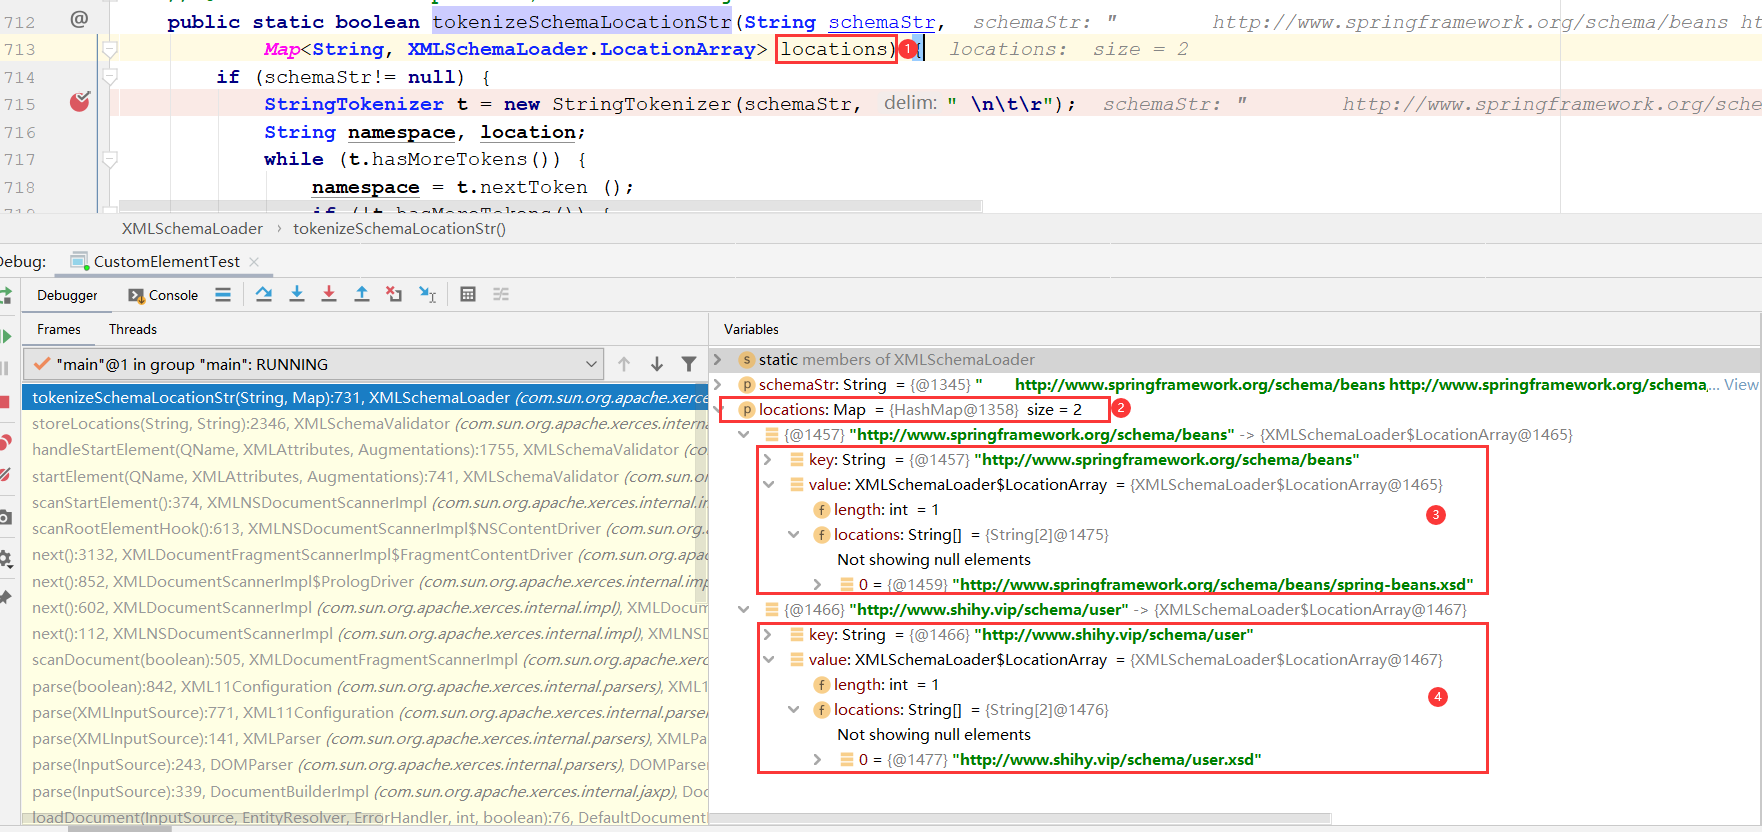 712 @ public static boolean tokenizeSchemaLocationStr(String schemaStr, schemaStr: " http://www.springframework.org/schema/beans
713 Map<String, XMLSchemaLoader.LocationArray> locations) { locations: size = 2
1
714 if (schemaStr!= null) {
715 StringTokenizer t = new StringTokenizer(schemaStr, delim: " \n\t\r"); schemaStr: " http://www.springframework.org/sche
716 String namespace, location;
717 while (t.hasMoreTokens()) {
718 namespace = t.nextToken ();
if (!t.hasMoreTokens()) {
XMLSchemaLoader › tokenizeSchemaLocationStr()
Debug: CustomElementTest
Debugger Console
Frames Threads
Variables
"main"@1 in group "main": RUNNING
tokenizeSchemaLocationStr(String, Map):731, XMLSchemaLoader (com.sun.org.apache.xerce
storeLocations(String, String):2346, XMLSchemaValidator (com.sun.org.apache.xerces.intern
handleStartElement(QName, XMLAttributes, Augmentations):1755, XMLSchemaValidator (co
startElement(QName, XMLAttributes, Augmentations):741, XMLSchemaValidator (com.sun.o
scanStartElement():374, XMLNSDocumentScannerImpl (com.sun.org.apache.xerces.internal.
scanRootElementHook():613, XMLNSDocumentScannerImpl$NSContentDriver (com.sun.org.
next():3132, XMLDocumentFragmentScannerImpl$FragmentContentDriver (com.sun.org.apa
next():852, XMLDocumentScannerImpl$PrologDriver (com.sun.org.apache.xerces.internal.imp
next():602, XMLDocumentScannerImpl (com.sun.org.apache.xerces.internal.impl), XMLDocum
next():112, XMLNSDocumentScannerImpl (com.sun.org.apache.xerces.internal.impl), XMLNSI
scanDocument(boolean):505, XMLDocumentFragmentScannerImpl (com.sun.org.apache.xerce
parse(boolean):842, XML11Configuration (com.sun.org.apache.xerces.internal.parsers), XML1
parse(XMLInputSource):771, XML11Configuration (com.sun.org.apache.xerces.internal.parser
parse(XMLInputSource):141, XMLParser (com.sun.org.apache.xerces.internal.parsers), XMLPa
parse(InputSource):243, DOMParser (com.sun.org.apache.xerces.internal.parsers), DOMParser
parse(InputSource):339, DocumentBuilderImpl (com.sun.org.apache.xerces.internal.jaxp), Doc
loadDocument(InputSource, EntityResolver, ErrorHandler, int, boolean):76, DefaultDocument
s static members of XMLSchemaLoader
p schemaStr: String = {@1345} " http://www.springframework.org/schema/beans http://www.springframework.org/schema,... View
p locations: Map = {HashMap@1358} size = 2
2
{@1457} "http://www.springframework.org/schema/beans" -> {XMLSchemaLoader$LocationArray@1465}
key: String = {@1457} "http://www.springframework.org/schema/beans"
value: XMLSchemaLoader$LocationArray = {XMLSchemaLoader$LocationArray@1465}
f length: int = 1
3
f locations: String[] = {String[2]@1475}
Not showing null elements
0 = {@1459} "http://www.springframework.org/schema/beans/spring-beans.xsd"
{@1466} "http://www.shihy.vip/schema/user" -> {XMLSchemaLoader$LocationArray@1467}
key: String = {@1466} "http://www.shihy.vip/schema/user"
value: XMLSchemaLoader$LocationArray = {XMLSchemaLoader$LocationArray@1467}
f length: int = 1
4
f locations: String[] = {String[2]@1476}
Not showing null elements
0 = {@1477} "http://www.shihy.vip/schema/user.xsd"